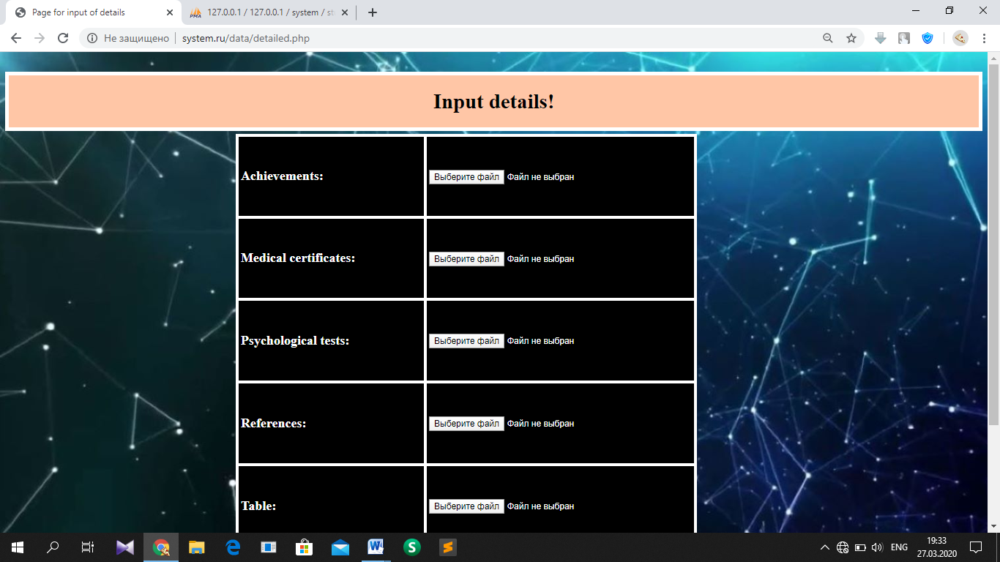 Page for input of details
127.0.0.1 / 127.0.0.1 / system / st
Не защищено
system.ru/data/detailed.php
Input details!
Achievements: Выберите файл Файл не выбран
Medical certificates: Выберите файл Файл не выбран
Psychological tests: Выберите файл Файл не выбран
References: Выберите файл Файл не выбран
Table: Выберите файл Файл не выбран
ENG
19:33
27.03.2020